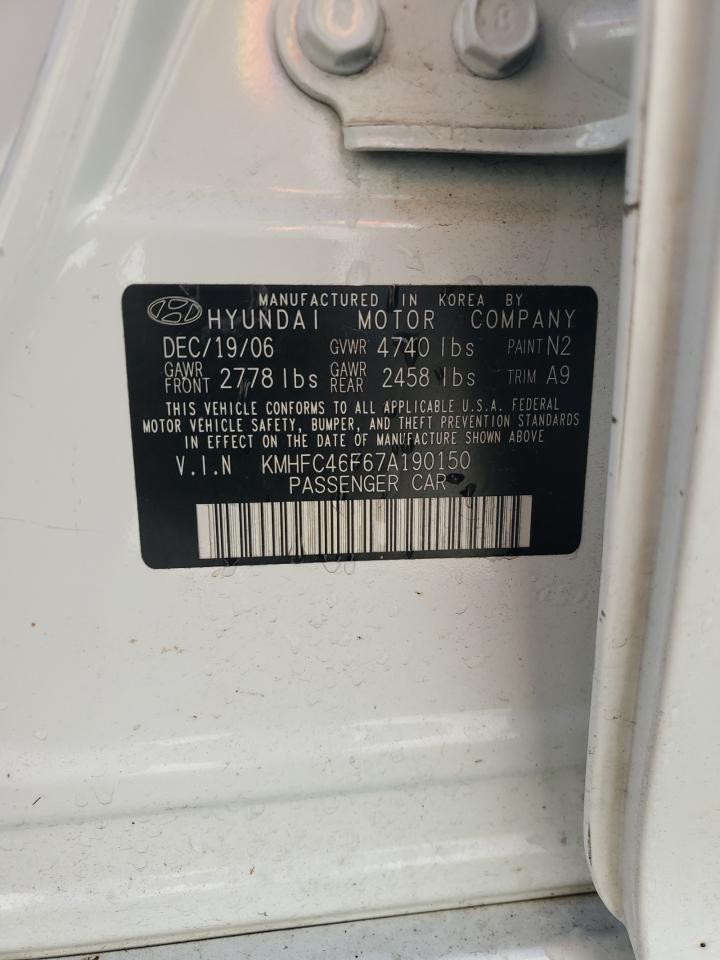 MANUFACTURED IN KOREA BY
HYUNDAI MOTOR COMPANY
DEC/19/06 GVWR 4740 lbs PAINT N2
GAWR FRONT 2778 lbs GAWR REAR 2458 lbs TRIM A9
THIS VEHICLE CONFORMS TO ALL APPLICABLE U.S.A. FEDERAL
MOTOR VEHICLE SAFETY, BUMPER, AND THEFT PREVENTION STANDARDS
IN EFFECT ON THE DATE OF MANUFACTURE SHOWN ABOVE
V.I.N KMHFC46F67A190150
PASSENGER CAR